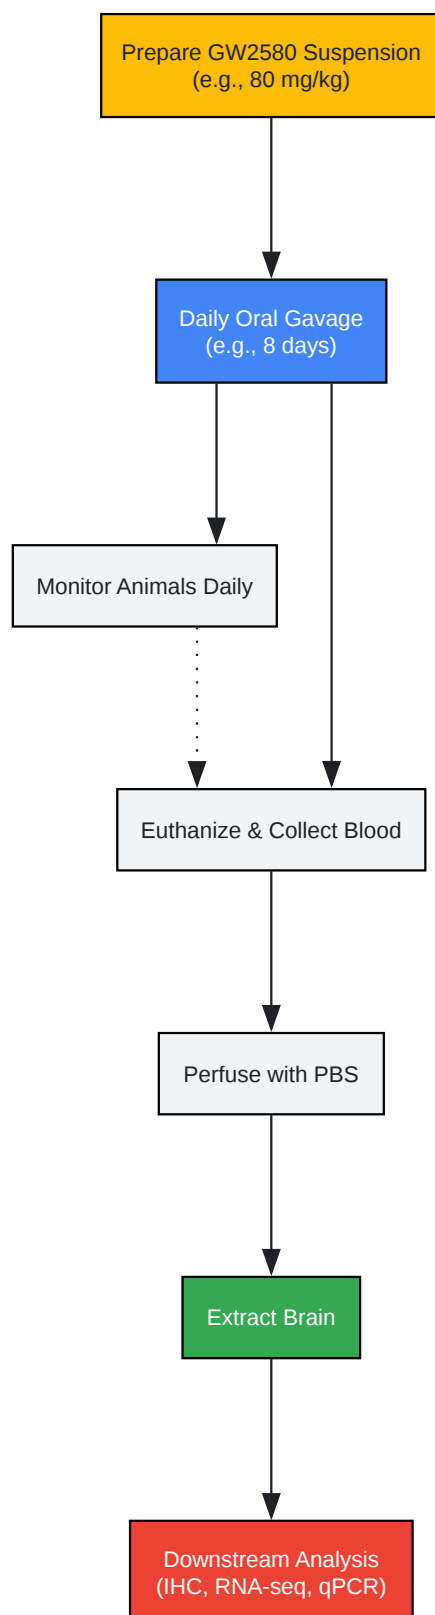 Prepare GW2580 Suspension
(e.g., 80 mg/kg)
Daily Oral Gavage
(e.g., 8 days)
Monitor Animals Daily
Euthanize & Collect Blood
Perfuse with PBS
Extract Brain
Downstream Analysis
(IHC, RNA-seq, qPCR)